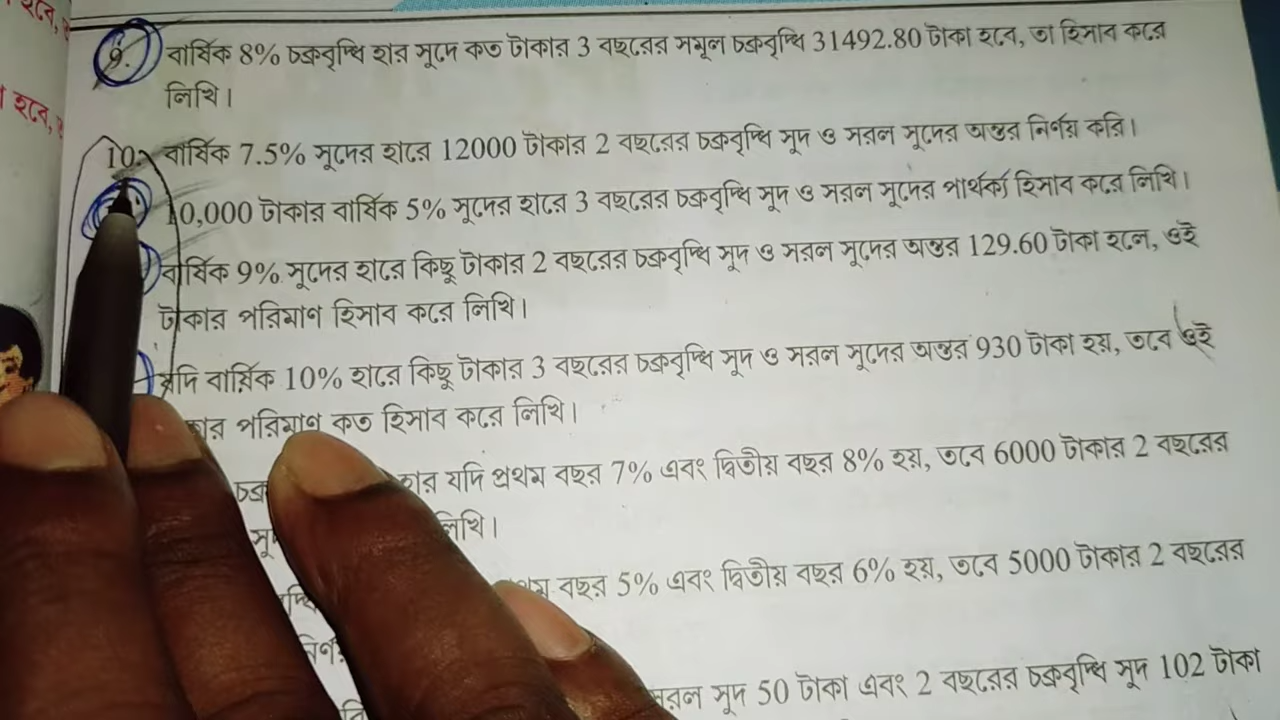 হবে,
হবে,
9. বার্ষিক 8% চক্রবৃদ্ধি হার সুদে কত টাকার 3 বছরের সমূল চক্রবৃদ্ধি 31492.80 টাকা হবে, তা হিসাব করে
লিখি।
10. বার্ষিক 7.5% সুদের হারে 12000 টাকার 2 বছরের চক্রবৃদ্ধি সুদ ও সরল সুদের অন্তর নির্ণয় করি।
10,000 টাকার বার্ষিক 5% সুদের হারে 3 বছরের চক্রবৃদ্ধি সুদ ও সরল সুদের পার্থক্য হিসাব করে লিখি।
বার্ষিক 9% সুদের হারে কিছু টাকার 2 বছরের চক্রবৃদ্ধি সুদ ও সরল সুদের অন্তর 129.60 টাকা হলে, ওই
টাকার পরিমাণ হিসাব করে লিখি।
যদি বার্ষিক 10% হারে কিছু টাকার 3 বছরের চক্রবৃদ্ধি সুদ ও সরল সুদের অন্তর 930 টাকা হয়, তবে ওই
পরিমাণ কত হিসাব করে লিখি।
যদি প্রথম বছর 7% এবং দ্বিতীয় বছর 8% হয়, তবে 6000 টাকার 2 বছরের
লিখি।
বছর 5% এবং দ্বিতীয় বছর 6% হয়, তবে 5000 টাকার 2 বছরের
সরল সুদ 50 টাকা এবং 2 বছরের চক্রবৃদ্ধি সুদ 102 টাকা